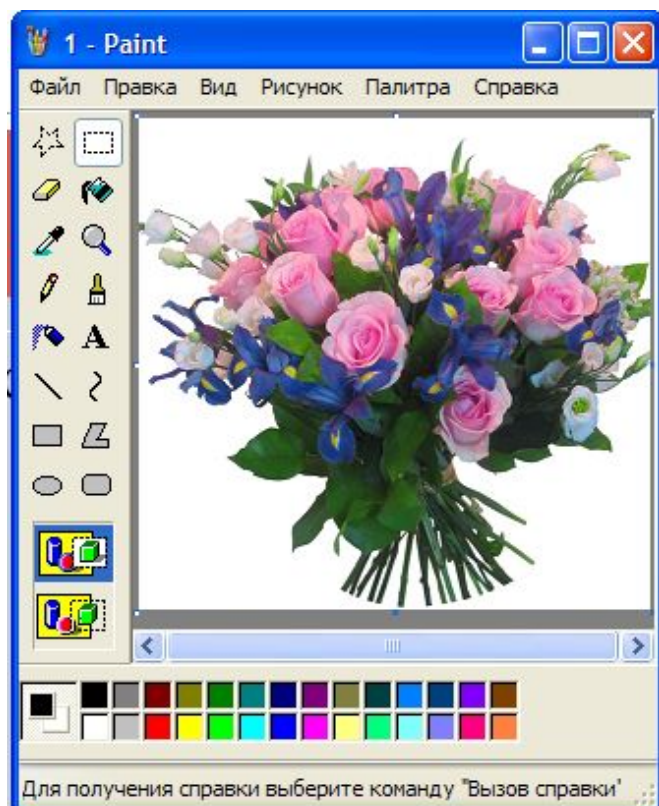 1 - Paint
Файл Правка Вид Рисунок Палитра Справка
A
Для получения справки выберите команду "Вызов справки"